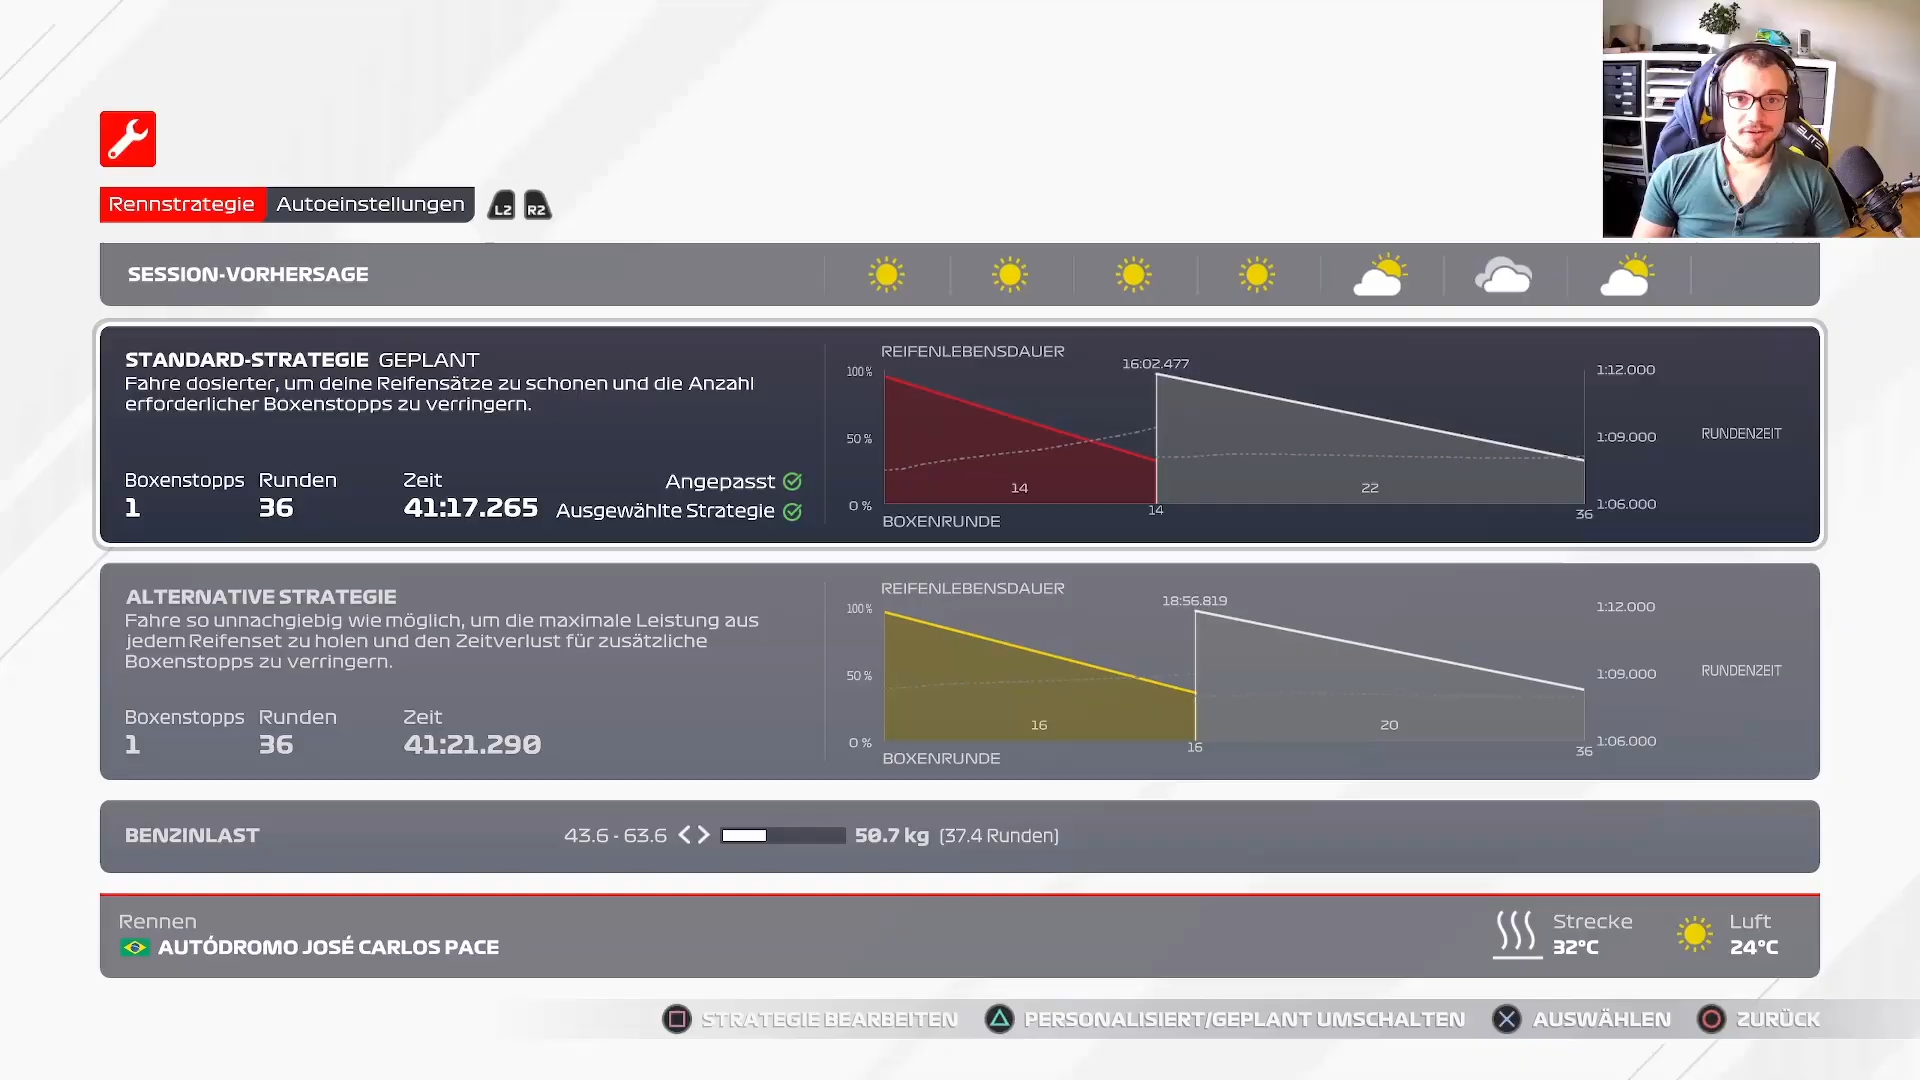 Rennstrategie
Autoeinstellungen
L2
R2
SESSION-VORHERSAGE
STANDARD-STRATEGIE GEPLANT
Fahre dosierter, um deine Reifensätze zu schonen und die Anzahl
erforderlicher Boxenstopps zu verringern.
Boxenstopps Runden Zeit Angepasst
1 36 41:17.265 Ausgewählte Strategie
REIFENLEBENSDAUER
16:02.477
100 %
50 %
0 %
14 22
14 36
BOXENRUNDE
1:12.000
1:09.000
1:06.000
RUNDENZEIT
ALTERNATIVE STRATEGIE
Fahre so unnachgiebig wie möglich, um die maximale Leistung aus
jedem Reifenset zu holen und den Zeitverlust für zusätzliche
Boxenstopps zu verringern.
Boxenstopps Runden Zeit
1 36 41:21.290
REIFENLEBENSDAUER
18:56.819
100 %
50 %
0 %
16 20
16 36
BOXENRUNDE
1:12.000
1:09.000
1:06.000
RUNDENZEIT
BENZINLAST 43.6 - 63.6 50.7 kg (37.4 Runden)
Rennen
AUTÓDROMO JOSÉ CARLOS PACE
Strecke
32°C
Luft
24°C
STRATEGIE BEARBEITEN PERSONALISIERT/GEPLANT UMSCHALTEN AUSWÄHLEN ZURÜCK
ELITE